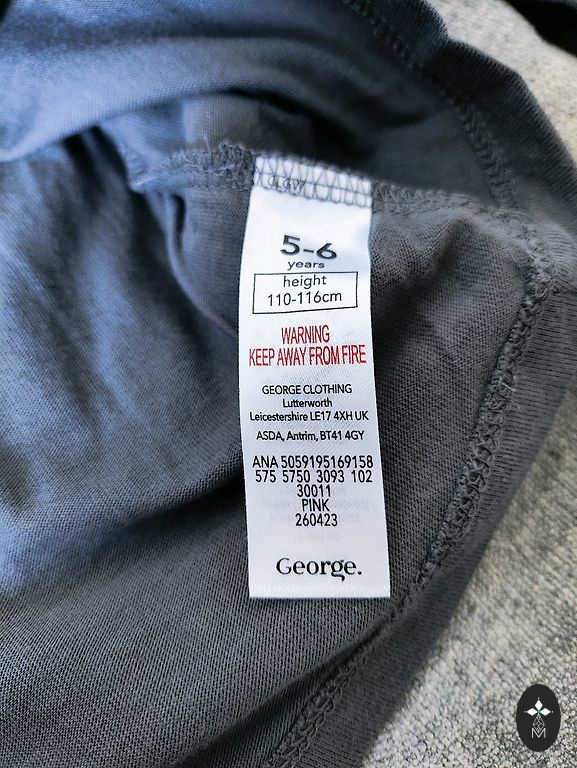 5-6
years
height
110-116cm
WARNING
KEEP AWAY FROM FIRE
GEORGE CLOTHING
Lutterworth
Leicestershire LE17 4XH UK
ASDA, Antrim, BT41 4GY
ANA 5059195169158
575 5750 3093 102
30011
PINK
260423
George.
M